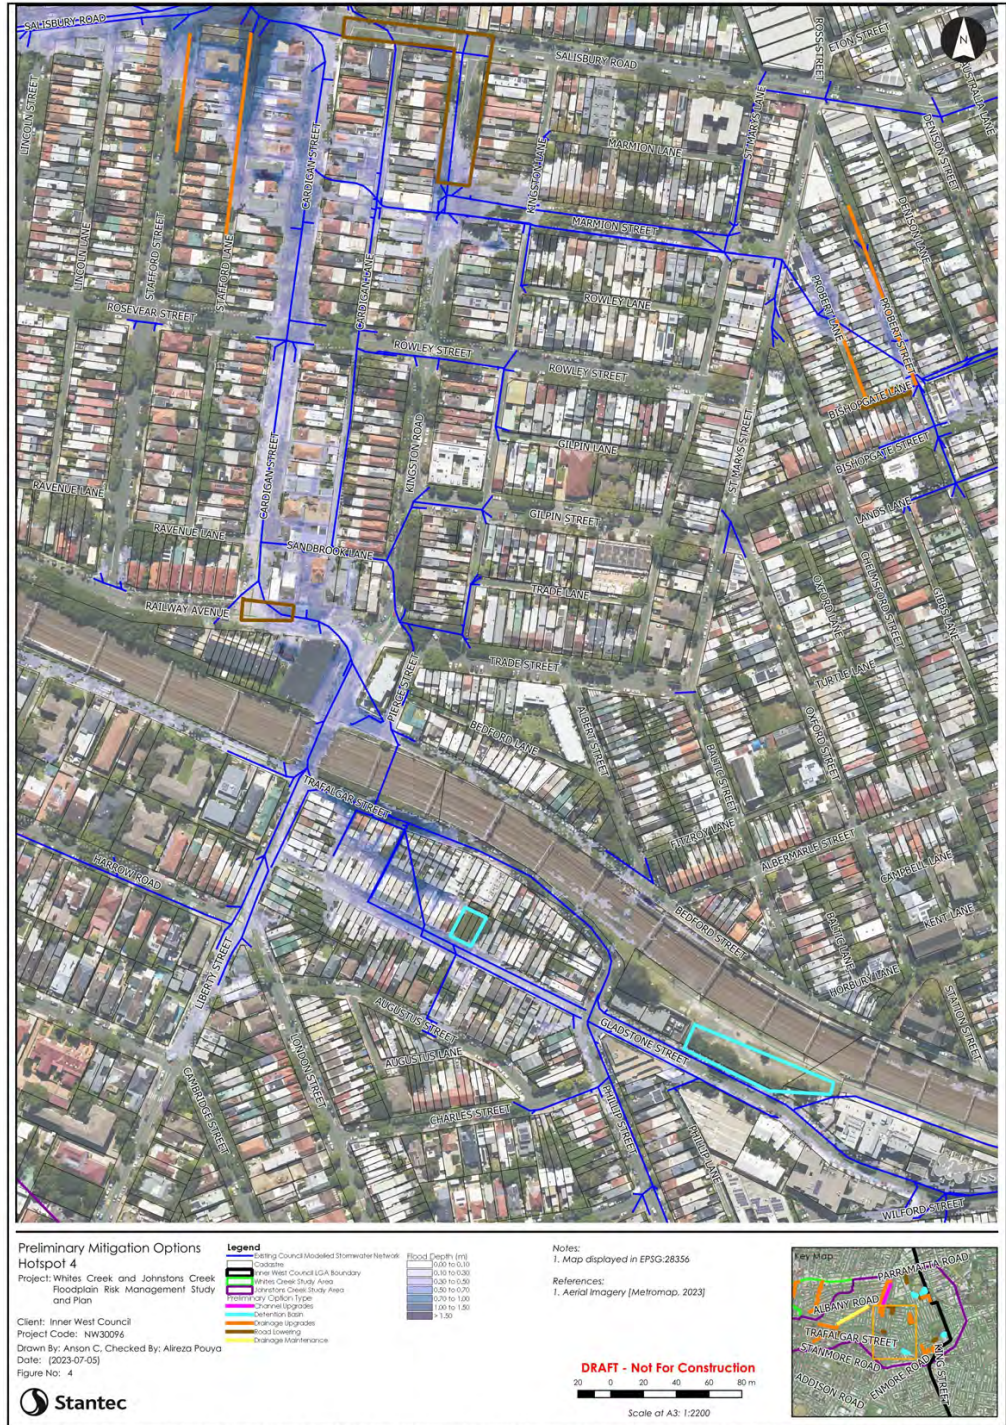 SALISBURY ROAD
SALISBURY ROAD
ROSS STREET
ETON STREET
N
AUSTRALIA LANE
LINCOLN STREET
CARDIGAN STREET
KINGSTON LANE
MARMION LANE
ST MARYS LANE
DENISON STREET
DENISON LANE
MARMION STREET
LINCOLN LANE
STAFFORD STREET
STAFFORD LANE
CARDIGAN LANE
ROWLEY LANE
PROBERT LANE
PROBERT STREET
ROSEVEAR STREET
ROWLEY STREET
ROWLEY STREET
BISHOPGATE LANE
BISHOPGATE STREET
CARDIGAN STREET
KINGSTON ROAD
GILPIN LANE
ST MARYS STREET
RAVENUE LANE
RAVENUE LANE
GILPIN STREET
LANDS LANE
SANDBROOK LANE
TRADE LANE
OXFORD LANE
CHELMSFORD STREET
GIBBS LANE
RAILWAY AVENUE
TRADE STREET
TURTLE LANE
PIERCE STREET
BEDFORD LANE
ALBERT STREET
BALTIC STREET
OXFORD STREET
TRAFALGAR STREET
FITZROY LANE
ALBERMARLE STREET
CAMPBELL LANE
HARROW ROAD
BEDFORD STREET
BALTIC LANE
KENT LANE
LIBERTY STREET
HORBURY LANE
STATION STREET
AUGUSTUS STREET
GLADSTONE STREET
AUGUSTUS LANE
LONDON STREET
CAMBRIDGE STREET
CHARLES STREET
PHILLIP STREET
PHILLIP LANE
WILFORD STREET
Preliminary Mitigation Options
Hotspot 4
Project: Whites Creek and Johnstons Creek
Floodplain Risk Management Study
and Plan
Client: Inner West Council
Project Code: NW30096
Drawn By: Anson C, Checked By: Alireza Pouya
Date: (2023-07-05)
Figure No: 4
Stantec
Legend
Existing Council Modelled Stormwater Network
Cadastre
Inner West Council LGA Boundary
Whites Creek Study Area
Johnstons Creek Study Area
Preliminary Option Type
Channel Upgrades
Detention Basin
Drainage Upgrades
Road Lowering
Drainage Maintenance
Flood Depth (m)
0.00 to 0.10
0.10 to 0.30
0.30 to 0.50
0.50 to 0.70
0.70 to 1.00
1.00 to 1.50
> 1.50
Notes:
1. Map displayed in EPSG:28356
References:
1. Aerial Imagery [Metromap, 2023]
DRAFT - Not For Construction
20 0 20 40 60 80 m
Scale at A3: 1:2200
Key Map
PARRAMATTA ROAD
ALBANY ROAD
TRAFALGAR STREET
STANMORE ROAD
ADDISON ROAD
ENMORE ROAD
KING STREET